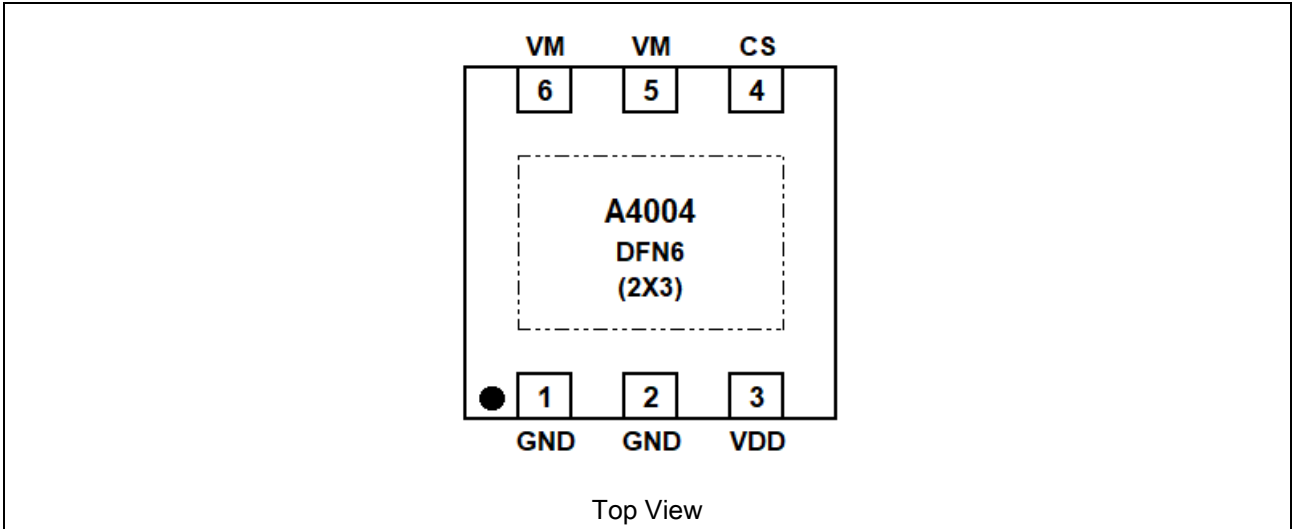 VM VM CS
6 5 4
A4004
DFN6
(2X3)
1 2 3
GND GND VDD
Top View